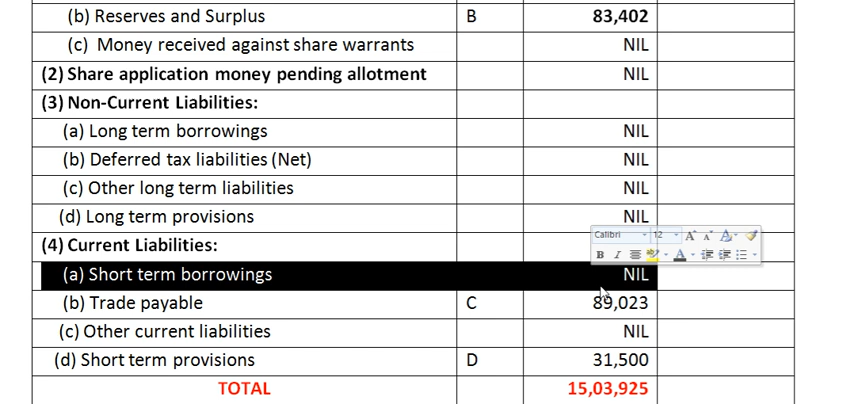 (b) Reserves and Surplus B 83,402
(c) Money received against share warrants NIL
(2) Share application money pending allotment NIL
(3) Non-Current Liabilities:
(a) Long term borrowings NIL
(b) Deferred tax liabilities (Net) NIL
(c) Other long term liabilities NIL
(d) Long term provisions NIL
Calibri 12 A A A
(4) Current Liabilities:
B I A
(a) Short term borrowings NIL
(b) Trade payable C 89,023
(c) Other current liabilities NIL
(d) Short term provisions D 31,500
TOTAL 15,03,925